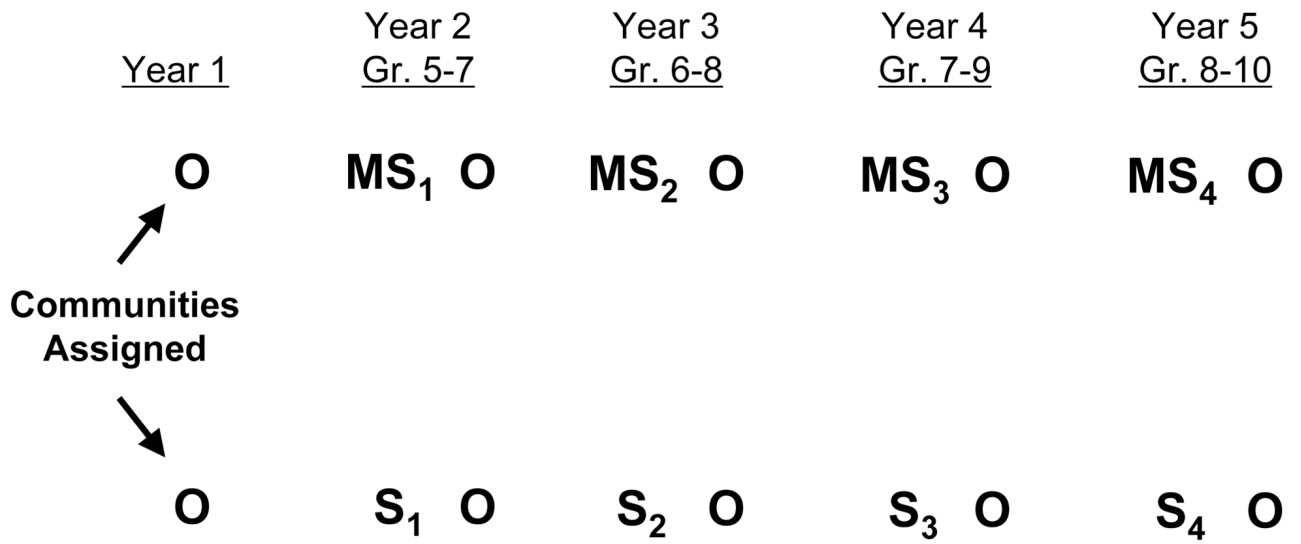 Year 2 Year 3 Year 4 Year 5
Year 1 Gr. 5-7 Gr. 6-8 Gr. 7-9 Gr. 8-10
O MS₁ O MS₂ O MS₃ O MS₄ O
Communities
Assigned
O S₁ O S₂ O S₃ O S₄ O